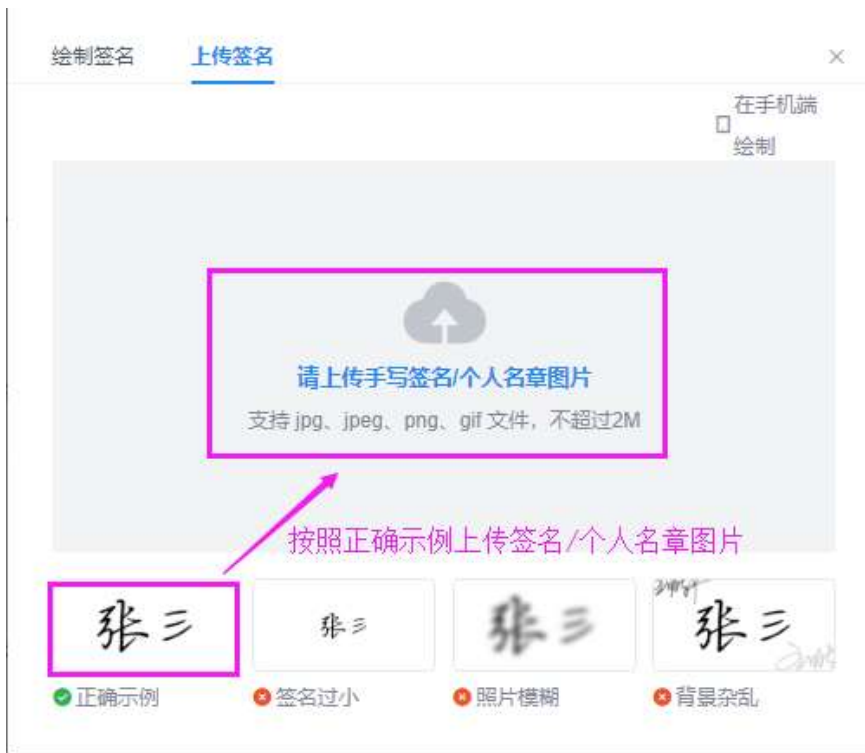 绘制签名 上传签名 ×
在手机端
绘制
请上传手写签名/个人名章图片
支持 jpg、jpeg、png、gif 文件，不超过2M
按照正确示例上传签名/个人名章图片
张三 张三 张三 张三
正确示例 签名过小 照片模糊 背景杂乱